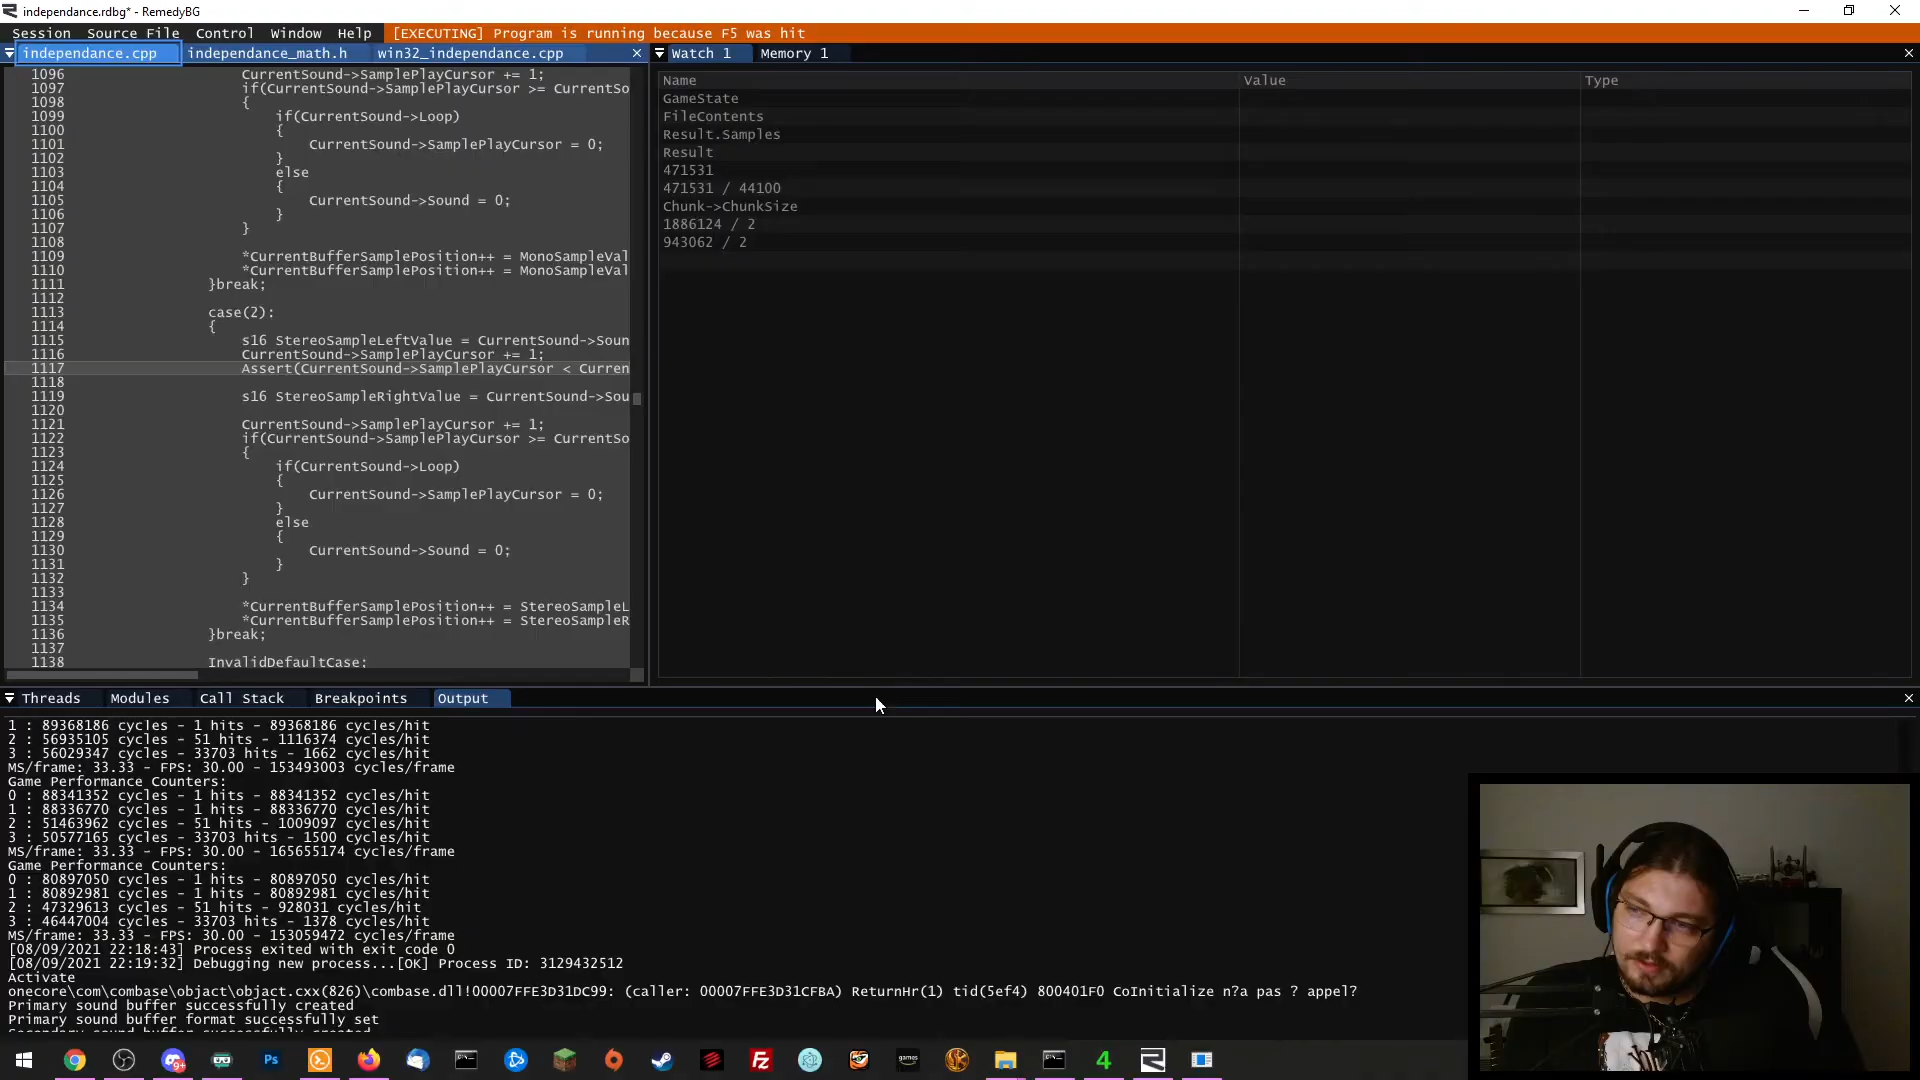 independance.rdbg* - RemedyBG
Session Source File Control Window Help [EXECUTING] Program is running because F5 was hit
independance.cpp independance_math.h win32_independance.cpp
Watch 1 Memory 1
1096 CurrentSound->SamplePlayCursor += 1;
1097 if(CurrentSound->SamplePlayCursor >= CurrentSo
1098 {
1099 if(CurrentSound->Loop)
1100 {
1101 CurrentSound->SamplePlayCursor = 0;
1102 }
1103 else
1104 {
1105 CurrentSound->Sound = 0;
1106 }
1107 }
1108
1109 *CurrentBufferSamplePosition++ = MonoSampleVal
1110 *CurrentBufferSamplePosition++ = MonoSampleVal
1111 }break;
1112
1113 case(2):
1114 {
1115 s16 StereoSampleLeftValue = CurrentSound->Soun
1116 CurrentSound->SamplePlayCursor += 1;
1117 Assert(CurrentSound->SamplePlayCursor < Curren
1118
1119 s16 StereoSampleRightValue = CurrentSound->Sou
1120
1121 CurrentSound->SamplePlayCursor += 1;
1122 if(CurrentSound->SamplePlayCursor >= CurrentSo
1123 {
1124 if(CurrentSound->Loop)
1125 {
1126 CurrentSound->SamplePlayCursor = 0;
1127 }
1128 else
1129 {
1130 CurrentSound->Sound = 0;
1131 }
1132 }
1133
1134 *CurrentBufferSamplePosition++ = StereoSampleL
1135 *CurrentBufferSamplePosition++ = StereoSampleR
1136 }break;
1137
1138 InvalidDefaultCase;
Name Value Type
GameState
FileContents
Result.Samples
Result
471531
471531 / 44100
Chunk->ChunkSize
1886124 / 2
943062 / 2
Threads Modules Call Stack Breakpoints Output
1 : 89368186 cycles - 1 hits - 89368186 cycles/hit
2 : 56935105 cycles - 51 hits - 1116374 cycles/hit
3 : 56029347 cycles - 33703 hits - 1662 cycles/hit
MS/frame: 33.33 - FPS: 30.00 - 153493003 cycles/frame
Game Performance Counters:
0 : 88341352 cycles - 1 hits - 88341352 cycles/hit
1 : 88336770 cycles - 1 hits - 88336770 cycles/hit
2 : 51463962 cycles - 51 hits - 1009097 cycles/hit
3 : 50577165 cycles - 33703 hits - 1500 cycles/hit
MS/frame: 33.33 - FPS: 30.00 - 165655174 cycles/frame
Game Performance Counters:
0 : 80897050 cycles - 1 hits - 80897050 cycles/hit
1 : 80892981 cycles - 1 hits - 80892981 cycles/hit
2 : 47329613 cycles - 51 hits - 928031 cycles/hit
3 : 46447004 cycles - 33703 hits - 1378 cycles/hit
MS/frame: 33.33 - FPS: 30.00 - 153059472 cycles/frame
[08/09/2021 22:18:43] Process exited with exit code 0
[08/09/2021 22:19:32] Debugging new process...[OK] Process ID: 3129432512
Activate
onecore\com\combase\objact\objact.cxx(826)\combase.dll!00007FFE3D31DC99: (caller: 00007FFE3D31CFBA) ReturnHr(1) tid(5ef4) 800401F0 CoInitialize n?a pas ? appel?
Primary sound buffer successfully created
Primary sound buffer format successfully set
Secondary sound buffer successfully created
9+
Ps
games
4